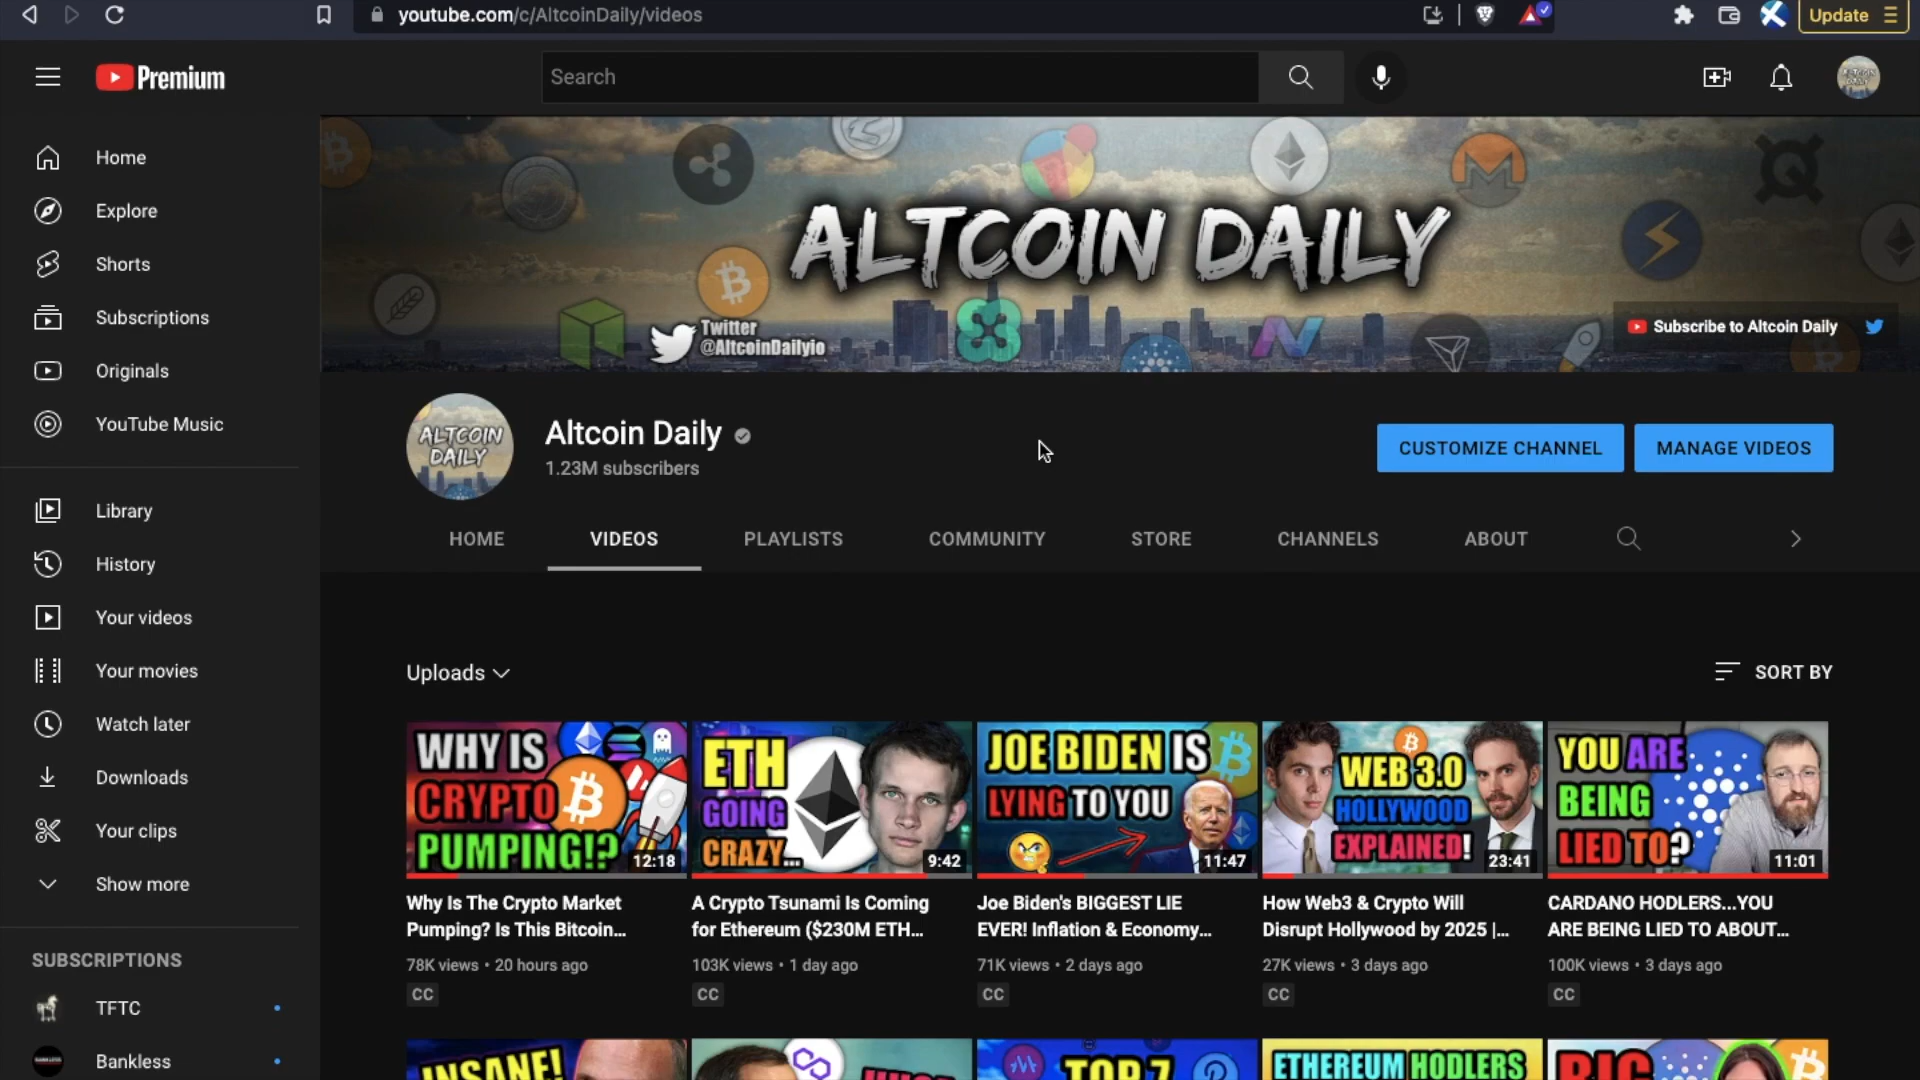 youtube.com/c/AltcoinDaily/videos
Update
Premium
Search
Home
Explore
Shorts
Subscriptions
Originals
YouTube Music
Library
History
Your videos
Your movies
Watch later
Downloads
Your clips
Show more
SUBSCRIPTIONS
TFTC
Bankless
ALTCOIN DAILY
Twitter
@AltcoinDailyio
Subscribe to Altcoin Daily
ALTCOIN
DAILY
Altcoin Daily
1.23M subscribers
CUSTOMIZE CHANNEL
MANAGE VIDEOS
HOME
VIDEOS
PLAYLISTS
COMMUNITY
STORE
CHANNELS
ABOUT
Uploads
SORT BY
WHY IS
CRYPTO
PUMPING!?
12:18
Why Is The Crypto Market
Pumping? Is This Bitcoin...
78K views • 20 hours ago
CC
ETH
GOING
CRAZY...
9:42
A Crypto Tsunami Is Coming
for Ethereum ($230M ETH...
103K views • 1 day ago
CC
JOE BIDEN IS
LYING TO YOU
11:47
Joe Biden's BIGGEST LIE
EVER! Inflation & Economy...
71K views • 2 days ago
CC
WEB 3.0
HOLLYWOOD
EXPLAINED!
23:41
How Web3 & Crypto Will
Disrupt Hollywood by 2025 |...
27K views • 3 days ago
CC
YOU ARE
BEING
LIED TO?
11:01
CARDANO HODLERS...YOU
ARE BEING LIED TO ABOUT...
100K views • 3 days ago
CC
INSANE!
TOP 7
ETHEREUM HODLERS
BIG